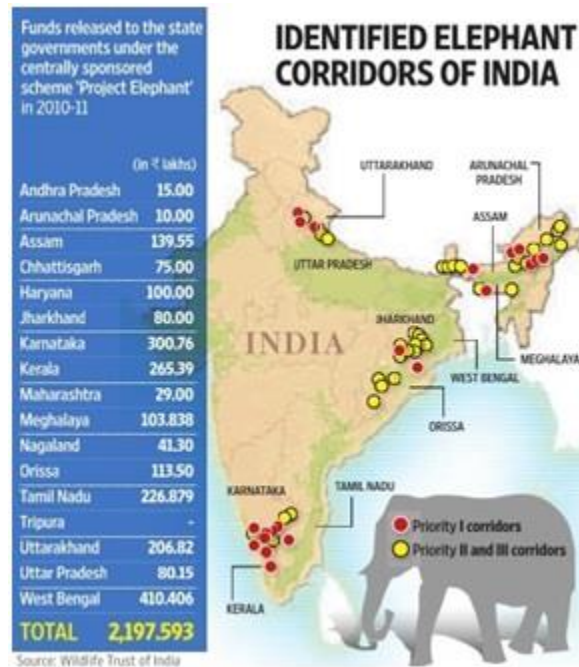 Funds released to the state
governments under the
centrally sponsored
scheme 'Project Elephant'
in 2010-11
(In ₹ lakhs)
Andhra Pradesh 15.00
Arunachal Pradesh 10.00
Assam 139.55
Chhattisgarh 75.00
Haryana 100.00
Jharkhand 80.00
Karnataka 300.76
Kerala 265.39
Maharashtra 29.00
Meghalaya 103.838
Nagaland 41.30
Orissa 113.50
Tamil Nadu 226.879
Tripura -
Uttarakhand 206.82
Uttar Pradesh 80.15
West Bengal 410.406
TOTAL 2,197.593
Source: Wildlife Trust of India
IDENTIFIED ELEPHANT
CORRIDORS OF INDIA
UTTARAKHAND
ARUNACHAL
PRADESH
ASSAM
UTTAR PRADESH
JHARKHAND
INDIA
MEGHALAYA
WEST BENGAL
ORISSA
KARNATAKA
TAMIL NADU
KERALA
Priority I corridors
Priority II and III corridors